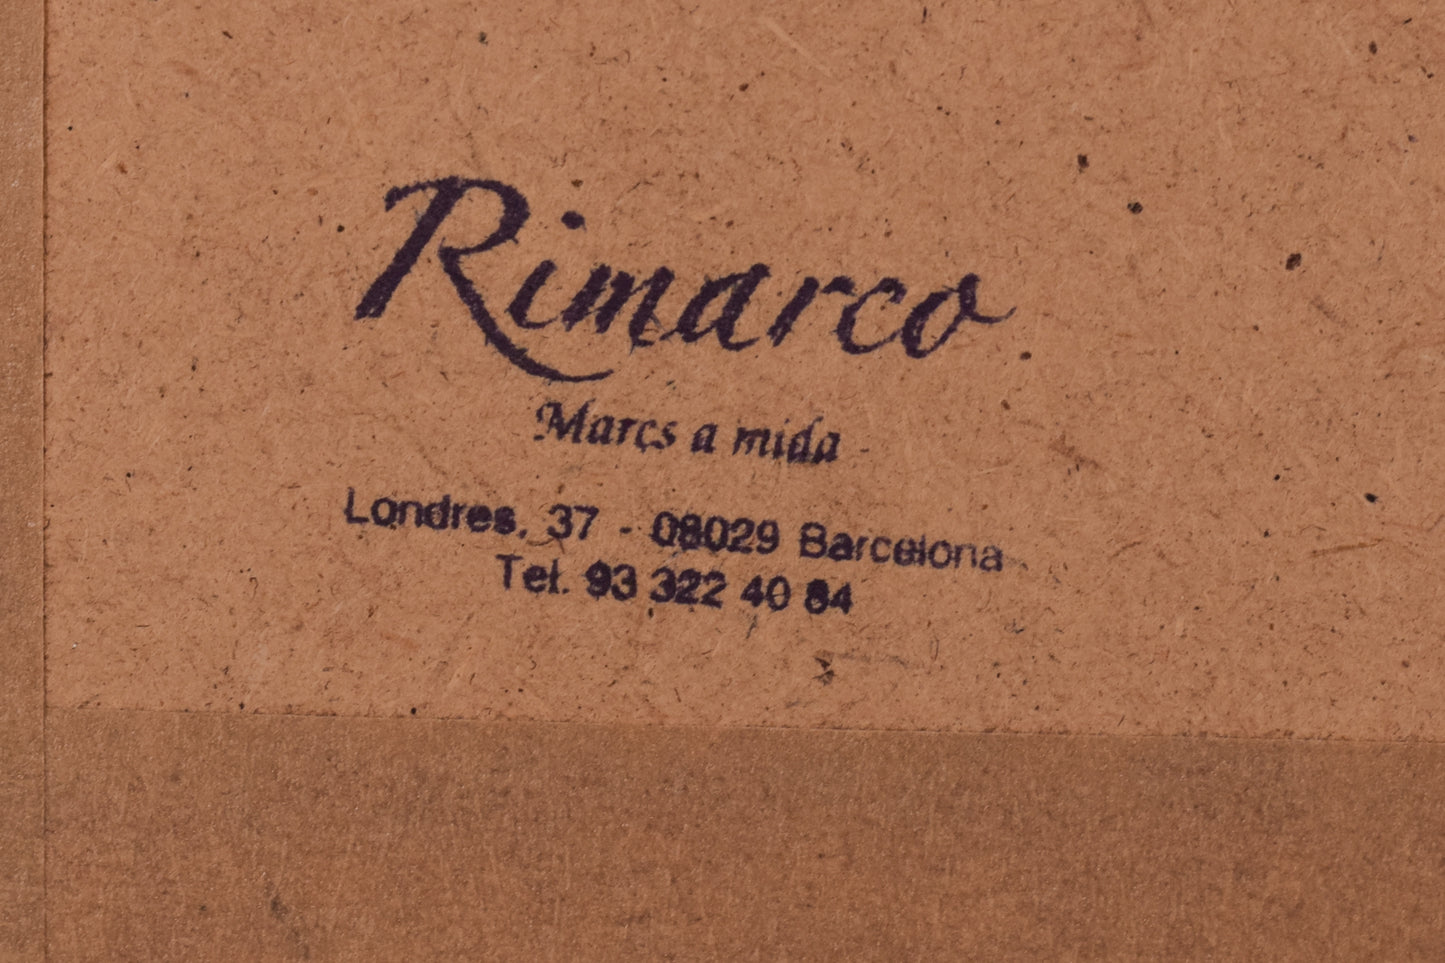 Rimarco
Marcs a mida
Londres, 37 - 08029 Barcelona
Tel. 93 322 40 84